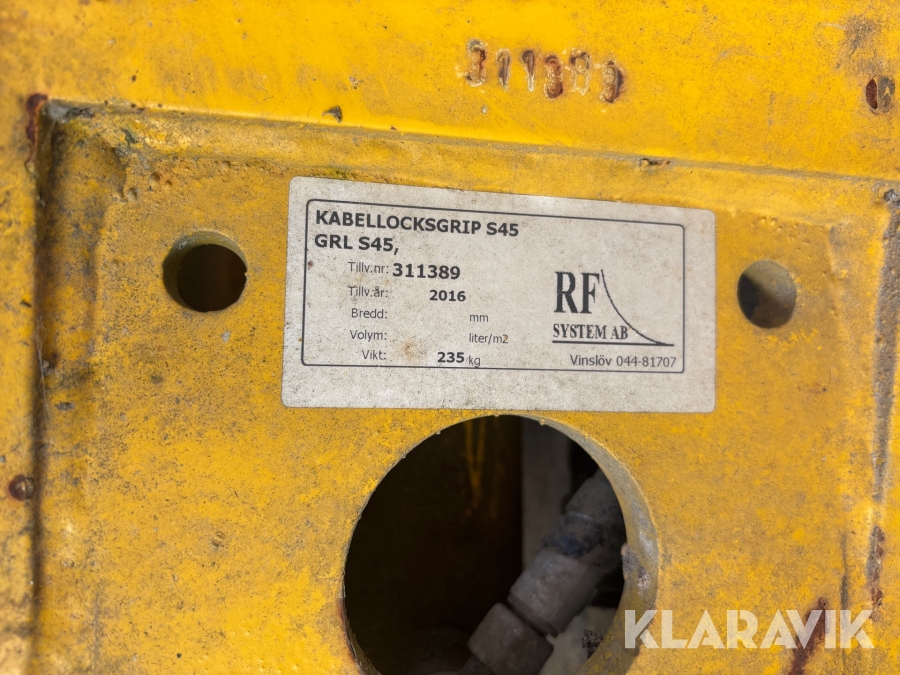 311389
KABELLOCKSGRIP S45
GRL S45,
Tillv.nr: 311389
Tillv.år: 2016
Bredd: mm
Volym: liter/m2
Vikt: 235 kg
RF
SYSTEM AB
Vinslöv 044-81707
KLARAVIK